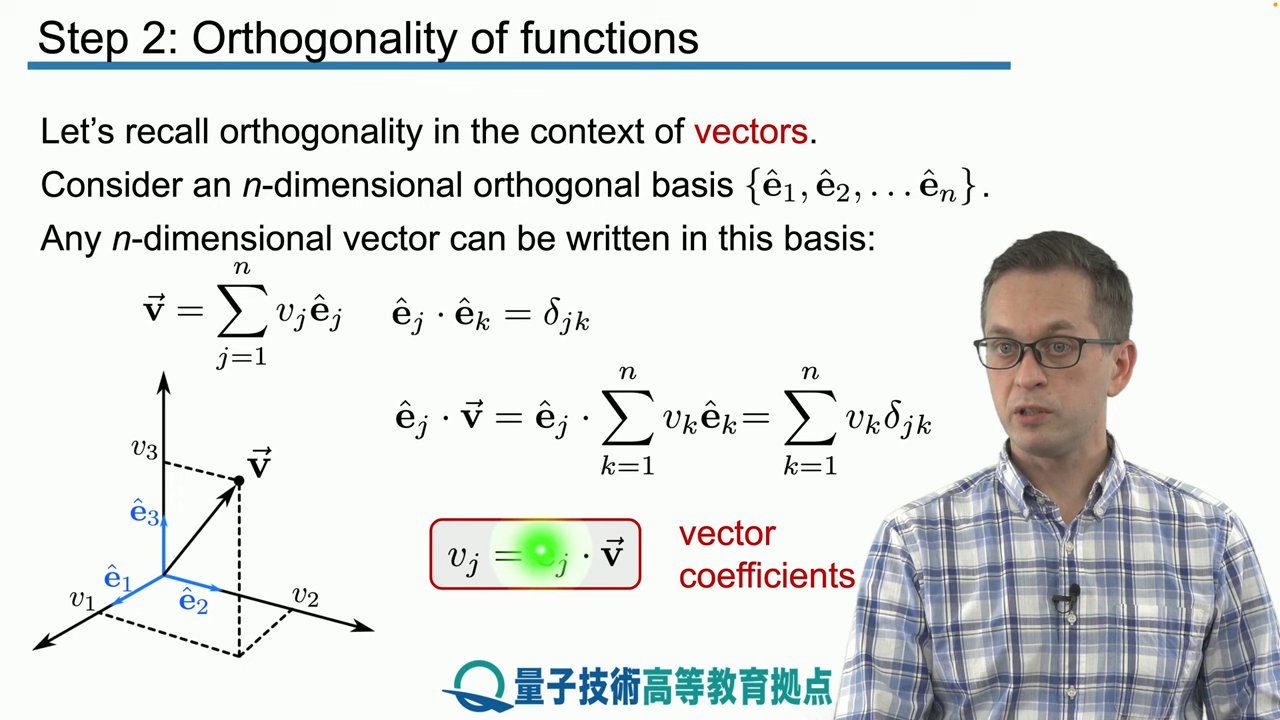 Step 2: Orthogonality of functions
Let's recall orthogonality in the context of vectors.
Consider an n-dimensional orthogonal basis {ê₁, ê₂, . . . êₙ}.
Any n-dimensional vector can be written in this basis:
v⃗ = ∑ⱼ₌₁ⁿ vⱼêⱼ êⱼ · êₖ = δⱼₖ
êⱼ · v⃗ = êⱼ · ∑ₖ₌₁ⁿ vₖêₖ = ∑ₖ₌₁ⁿ vₖδⱼₖ
v₃
v⃗
ê₃
ê₁
ê₂
v₁
v₂
vⱼ = ⱼ · v⃗
vector
coefficients
量子技術高等教育拠点